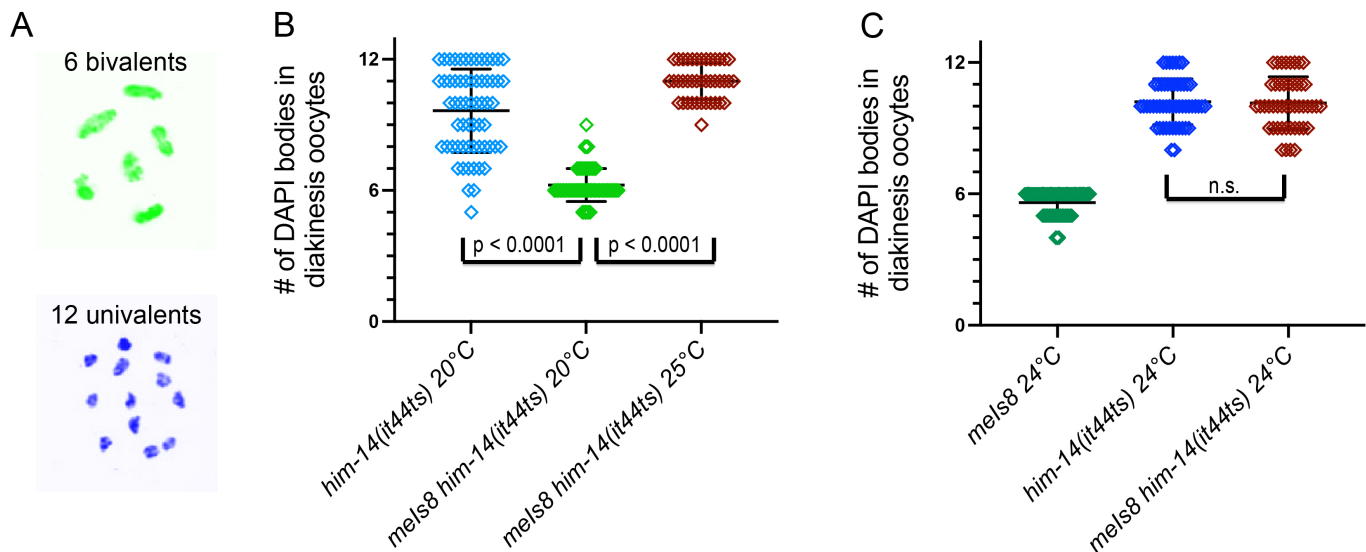 A
6 bivalents
12 univalents
B
# of DAPI bodies in
diakinesis oocytes
12
6
0
p < 0.0001
p < 0.0001
him-14(it44ts) 20°C
meIs8 him-14(it44ts) 20°C
meIs8 him-14(it44ts) 25°C
C
# of DAPI bodies in
diakinesis oocytes
12
6
0
n.s.
meIs8 24°C
him-14(it44ts) 24°C
meIs8 him-14(it44ts) 24°C